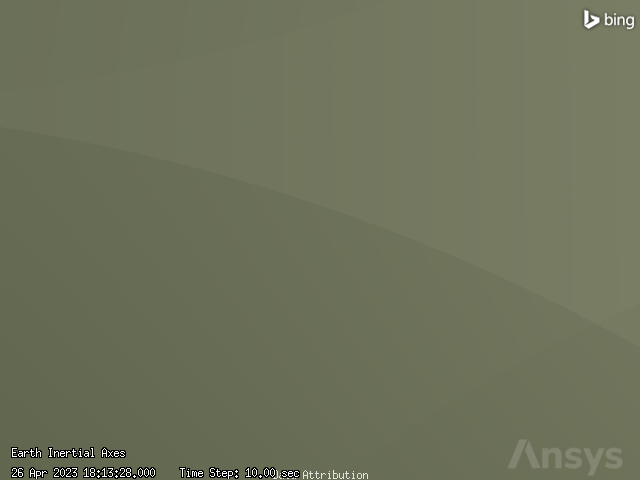 bing
Earth Inertial Axes
Ansys
26 Apr 2023 18:13:28.000 Time Step: 10.00 sec Attribution